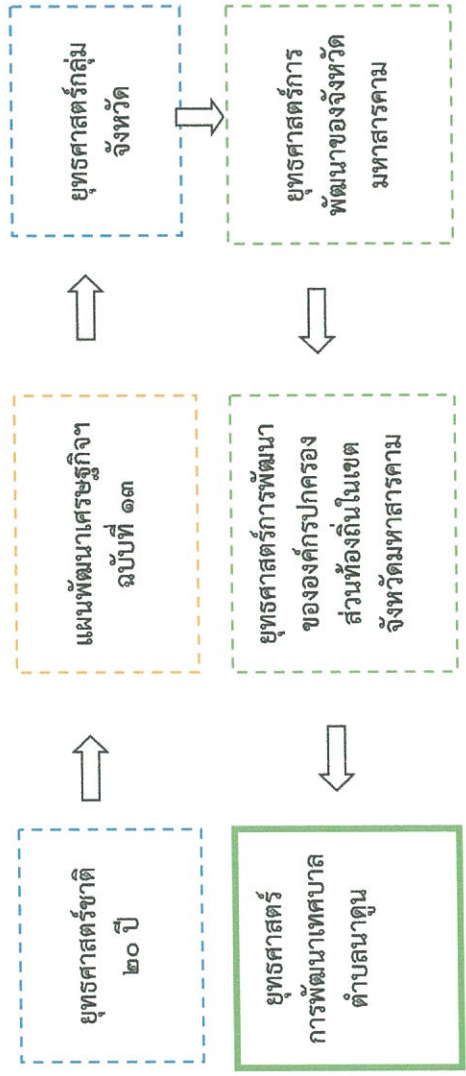 ยุทธศาสตร์ชาติ
๒๐ ปี
แผนพัฒนาเศรษฐกิจฯ
ฉบับที่ ๑๓
ยุทธศาสตร์กลุ่ม
จังหวัด
ยุทธศาสตร์การ
พัฒนาของจังหวัด
มหาสารคาม
ยุทธศาสตร์การพัฒนา
ขององค์กรปกครอง
ส่วนท้องถิ่นในเขต
จังหวัดมหาสารคาม
ยุทธศาสตร์
การพัฒนาเทศบาล
ตำบลนาดูน